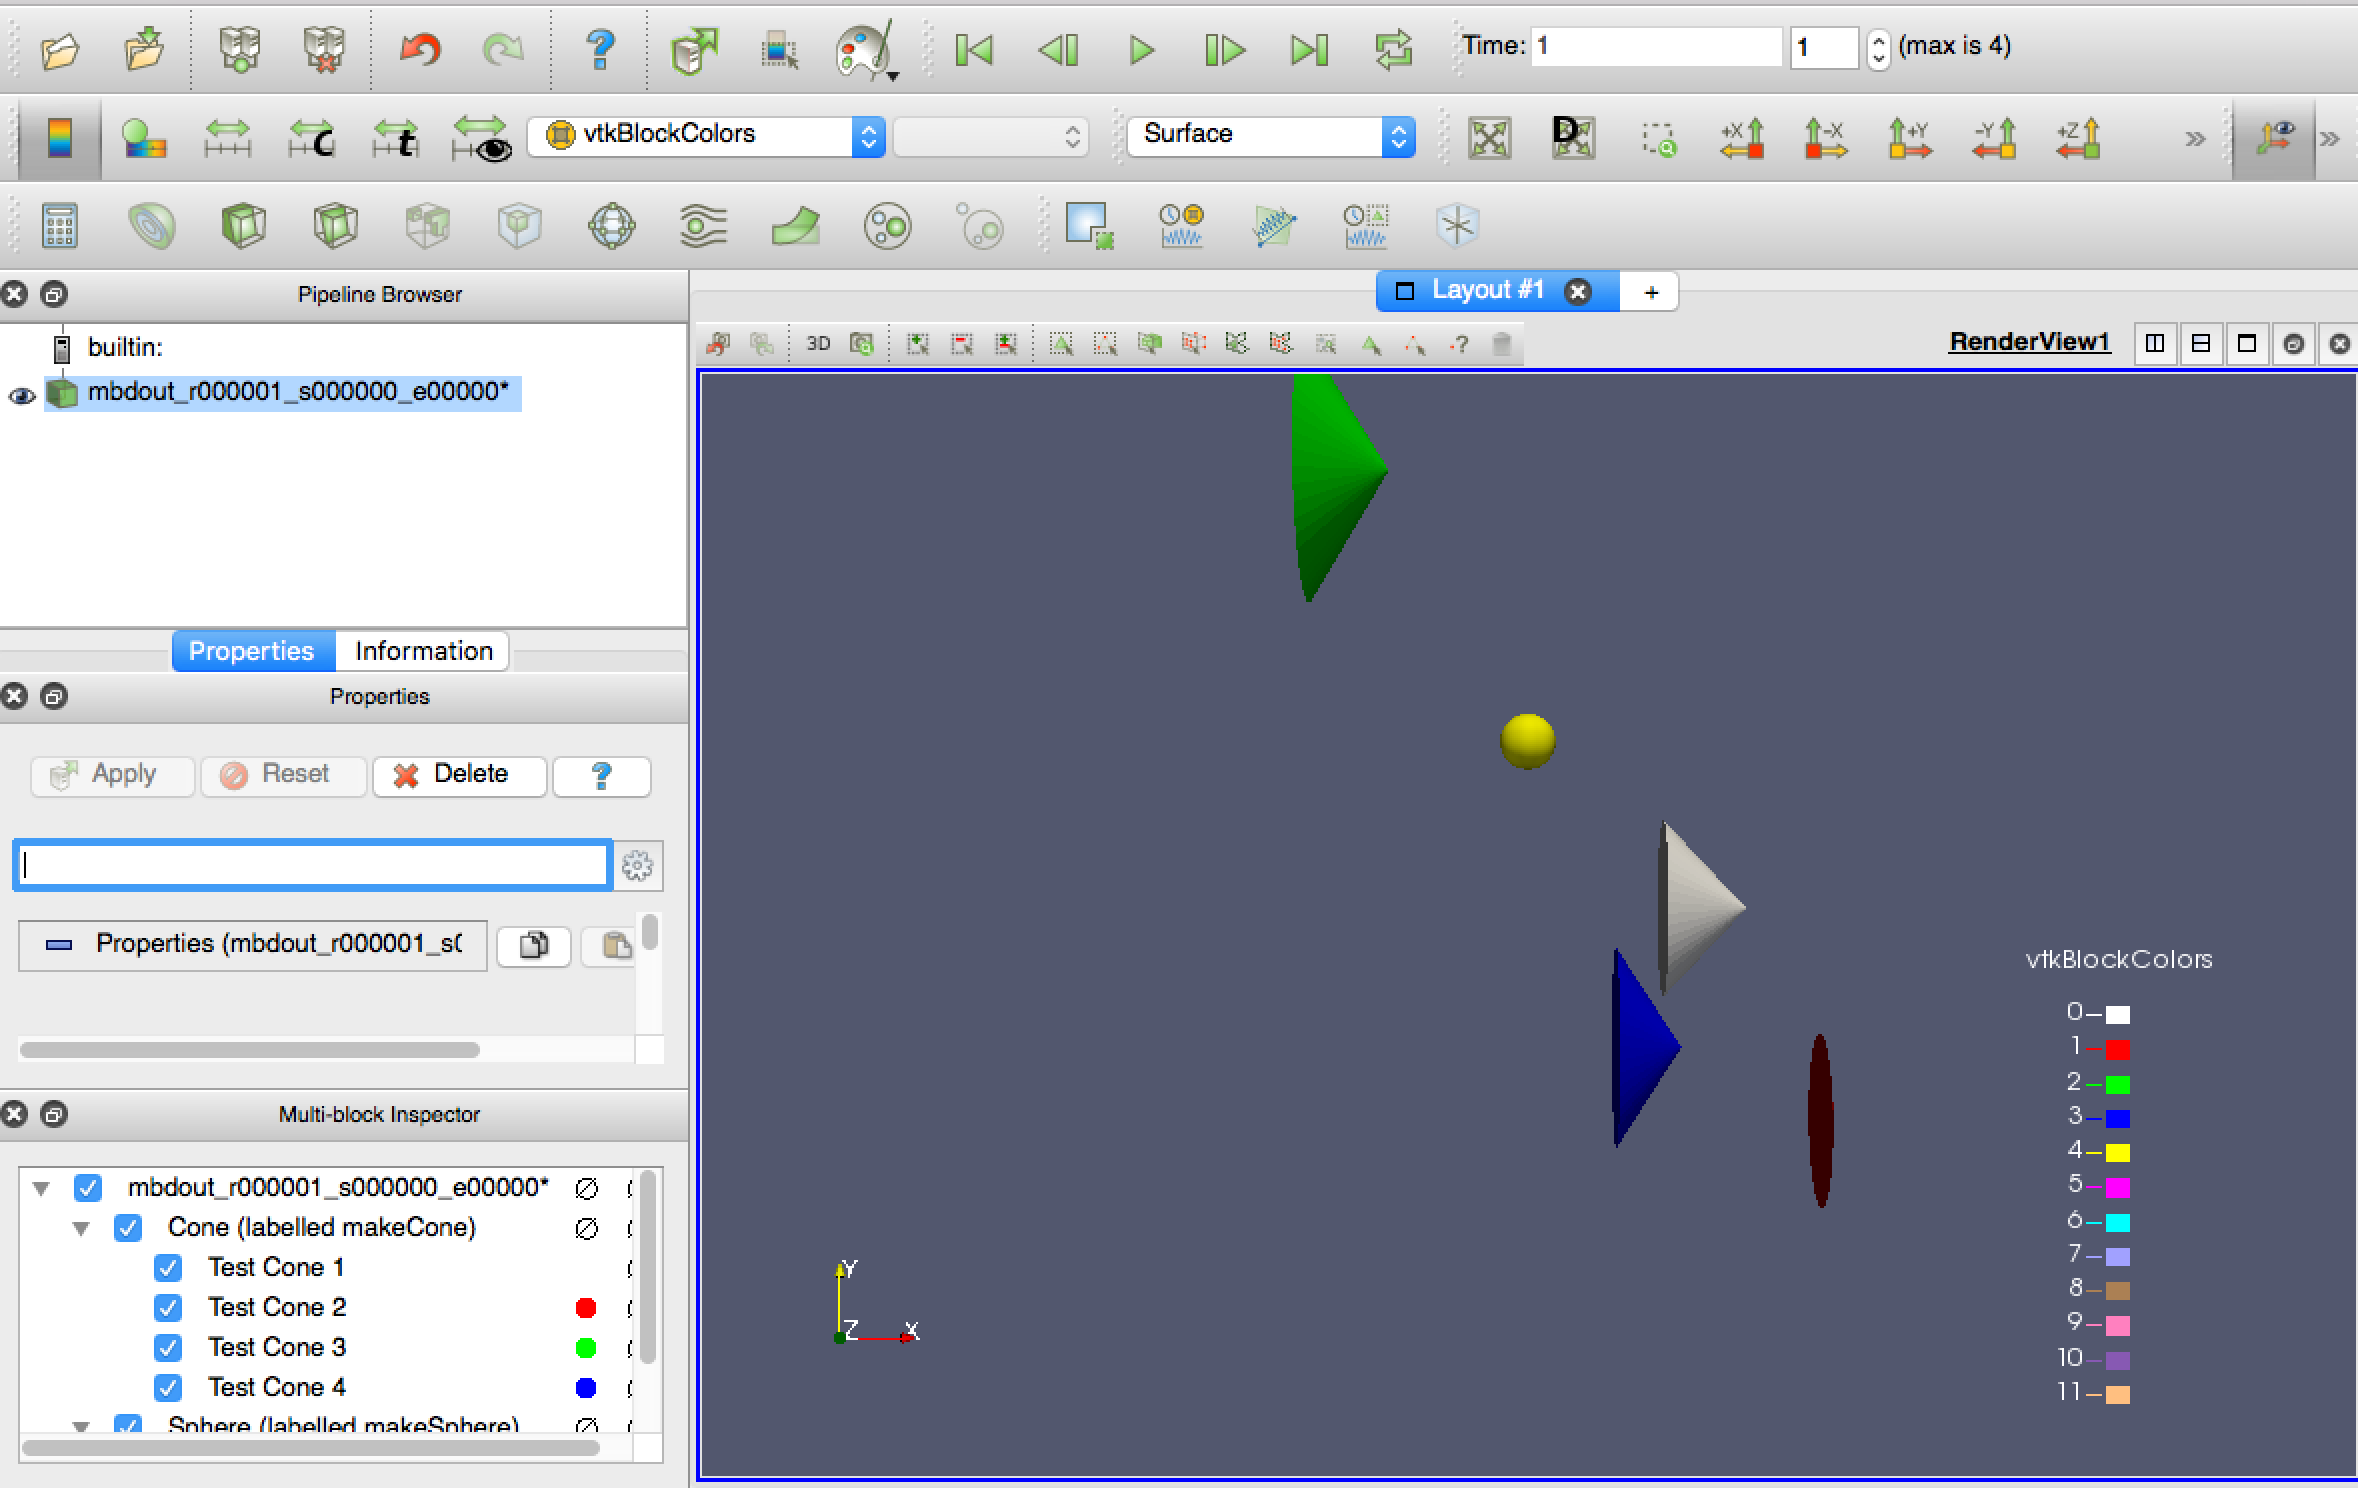 Time: 1 1 (max is 4)
C t vtkBlockColors Surface D +X -X +Y -Y +Z » »
Pipeline Browser
builtin:
mbdout_r000001_s000000_e00000*
Properties Information
Properties
Apply Reset Delete ?
Properties (mbdout_r000001_s(
Multi-block Inspector
mbdout_r000001_s000000_e00000*
Cone (labelled makeCone)
Test Cone 1
Test Cone 2
Test Cone 3
Test Cone 4
Sphere (labelled makeSphere)
Layout #1 +
3D ? RenderView1
vtkBlockColors
0
1
2
3
4
5
6
7
8
9
10
11
Y
Z X